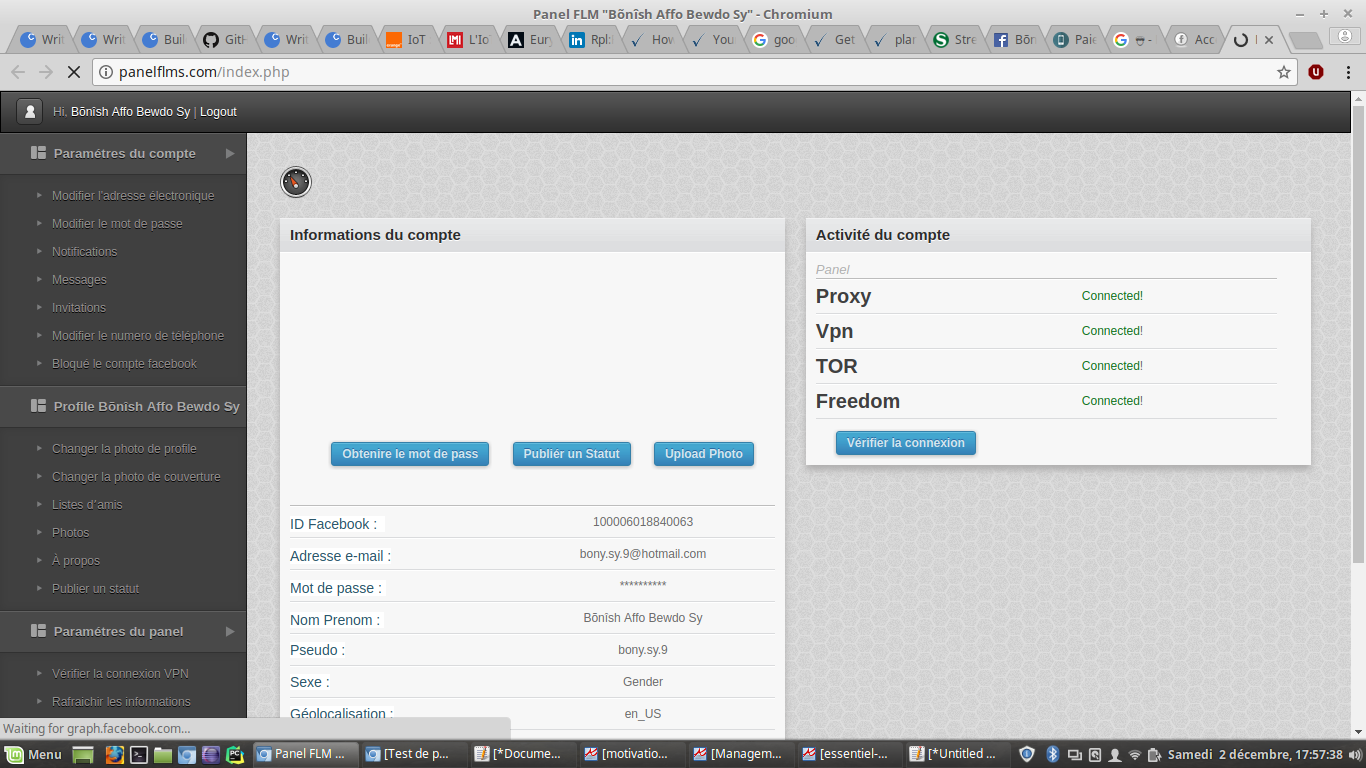 Panel FLM "Bõnîsh Affo Bewdo Sy" - Chromium
Writ Writ Buil GitH Writ Buil IoT L'Io Eury Rpl: How You goo Get plan Stre Bõn Paie Acc
panelflms.com/index.php
Hi, Bõnîsh Affo Bewdo Sy | Logout
Paramétres du compte
Modifier l'adresse électronique
Modifier le mot de passe
Notifications
Messages
Invitations
Modifier le numero de téléphone
Bloqué le compte facebook
Profile Bõnîsh Affo Bewdo Sy
Changer la photo de profile
Changer la photo de couverture
Listes d'amis
Photos
À propos
Publier un statut
Paramétres du panel
Vérifier la connexion VPN
Rafraichir les informations
Informations du compte
Obtenire le mot de pass Publiér un Statut Upload Photo
ID Facebook : 100006018840063
Adresse e-mail : bony.sy.9@hotmail.com
Mot de passe : **********
Nom Prenom : Bõnîsh Affo Bewdo Sy
Pseudo : bony.sy.9
Sexe : Gender
Géolocalisation : en_US
Activité du compte
Panel
Proxy Connected!
Vpn Connected!
TOR Connected!
Freedom Connected!
Vérifier la connexion
Waiting for graph.facebook.com...
Menu Panel FLM ... [Test de p... [*Docume... [motivatio... [Managem... [essentiel-... [*Untitled ... Samedi 2 décembre, 17:57:38